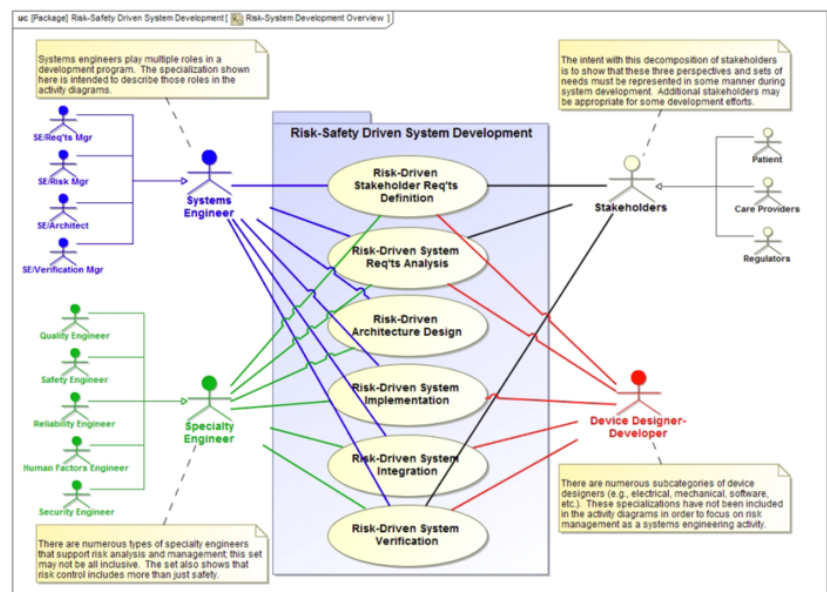 uc [Package] Risk-Safety Driven System Development [ Risk-System Development Overview ]
Systems engineers play multiple roles in a
development program. The specialization shown
here is intended to describe those roles in the
activity diagrams.
The intent with this decomposition of stakeholders
is to show that these three perspectives and sets of
needs must be represented in some manner during
system development. Additional stakeholders may
be appropriate for some development efforts.
Risk-Safety Driven System Development
SE/Req'ts Mgr
SE/Risk Mgr
SE/Architect
SE/Verification Mgr
Systems
Engineer
Risk-Driven
Stakeholder Req'ts
Definition
Risk-Driven System
Req'ts Analysis
Risk-Driven
Architecture Design
Risk-Driven System
Implementation
Risk-Driven System
Integration
Risk-Driven System
Verification
Stakeholders
Patient
Care Providers
Regulators
Quality Engineer
Safety Engineer
Reliability Engineer
Human Factors Engineer
Security Engineer
Specialty
Engineer
Device Designer-
Developer
There are numerous types of specialty engineers
that support risk analysis and management; this set
may not be all inclusive. The set also shows that
risk control includes more than just safety.
There are numerous subcategories of device
designers (e.g., electrical, mechanical, software,
etc.). These specializations have not been included
in the activity diagrams in order to focus on risk
management as a systems engineering activity.